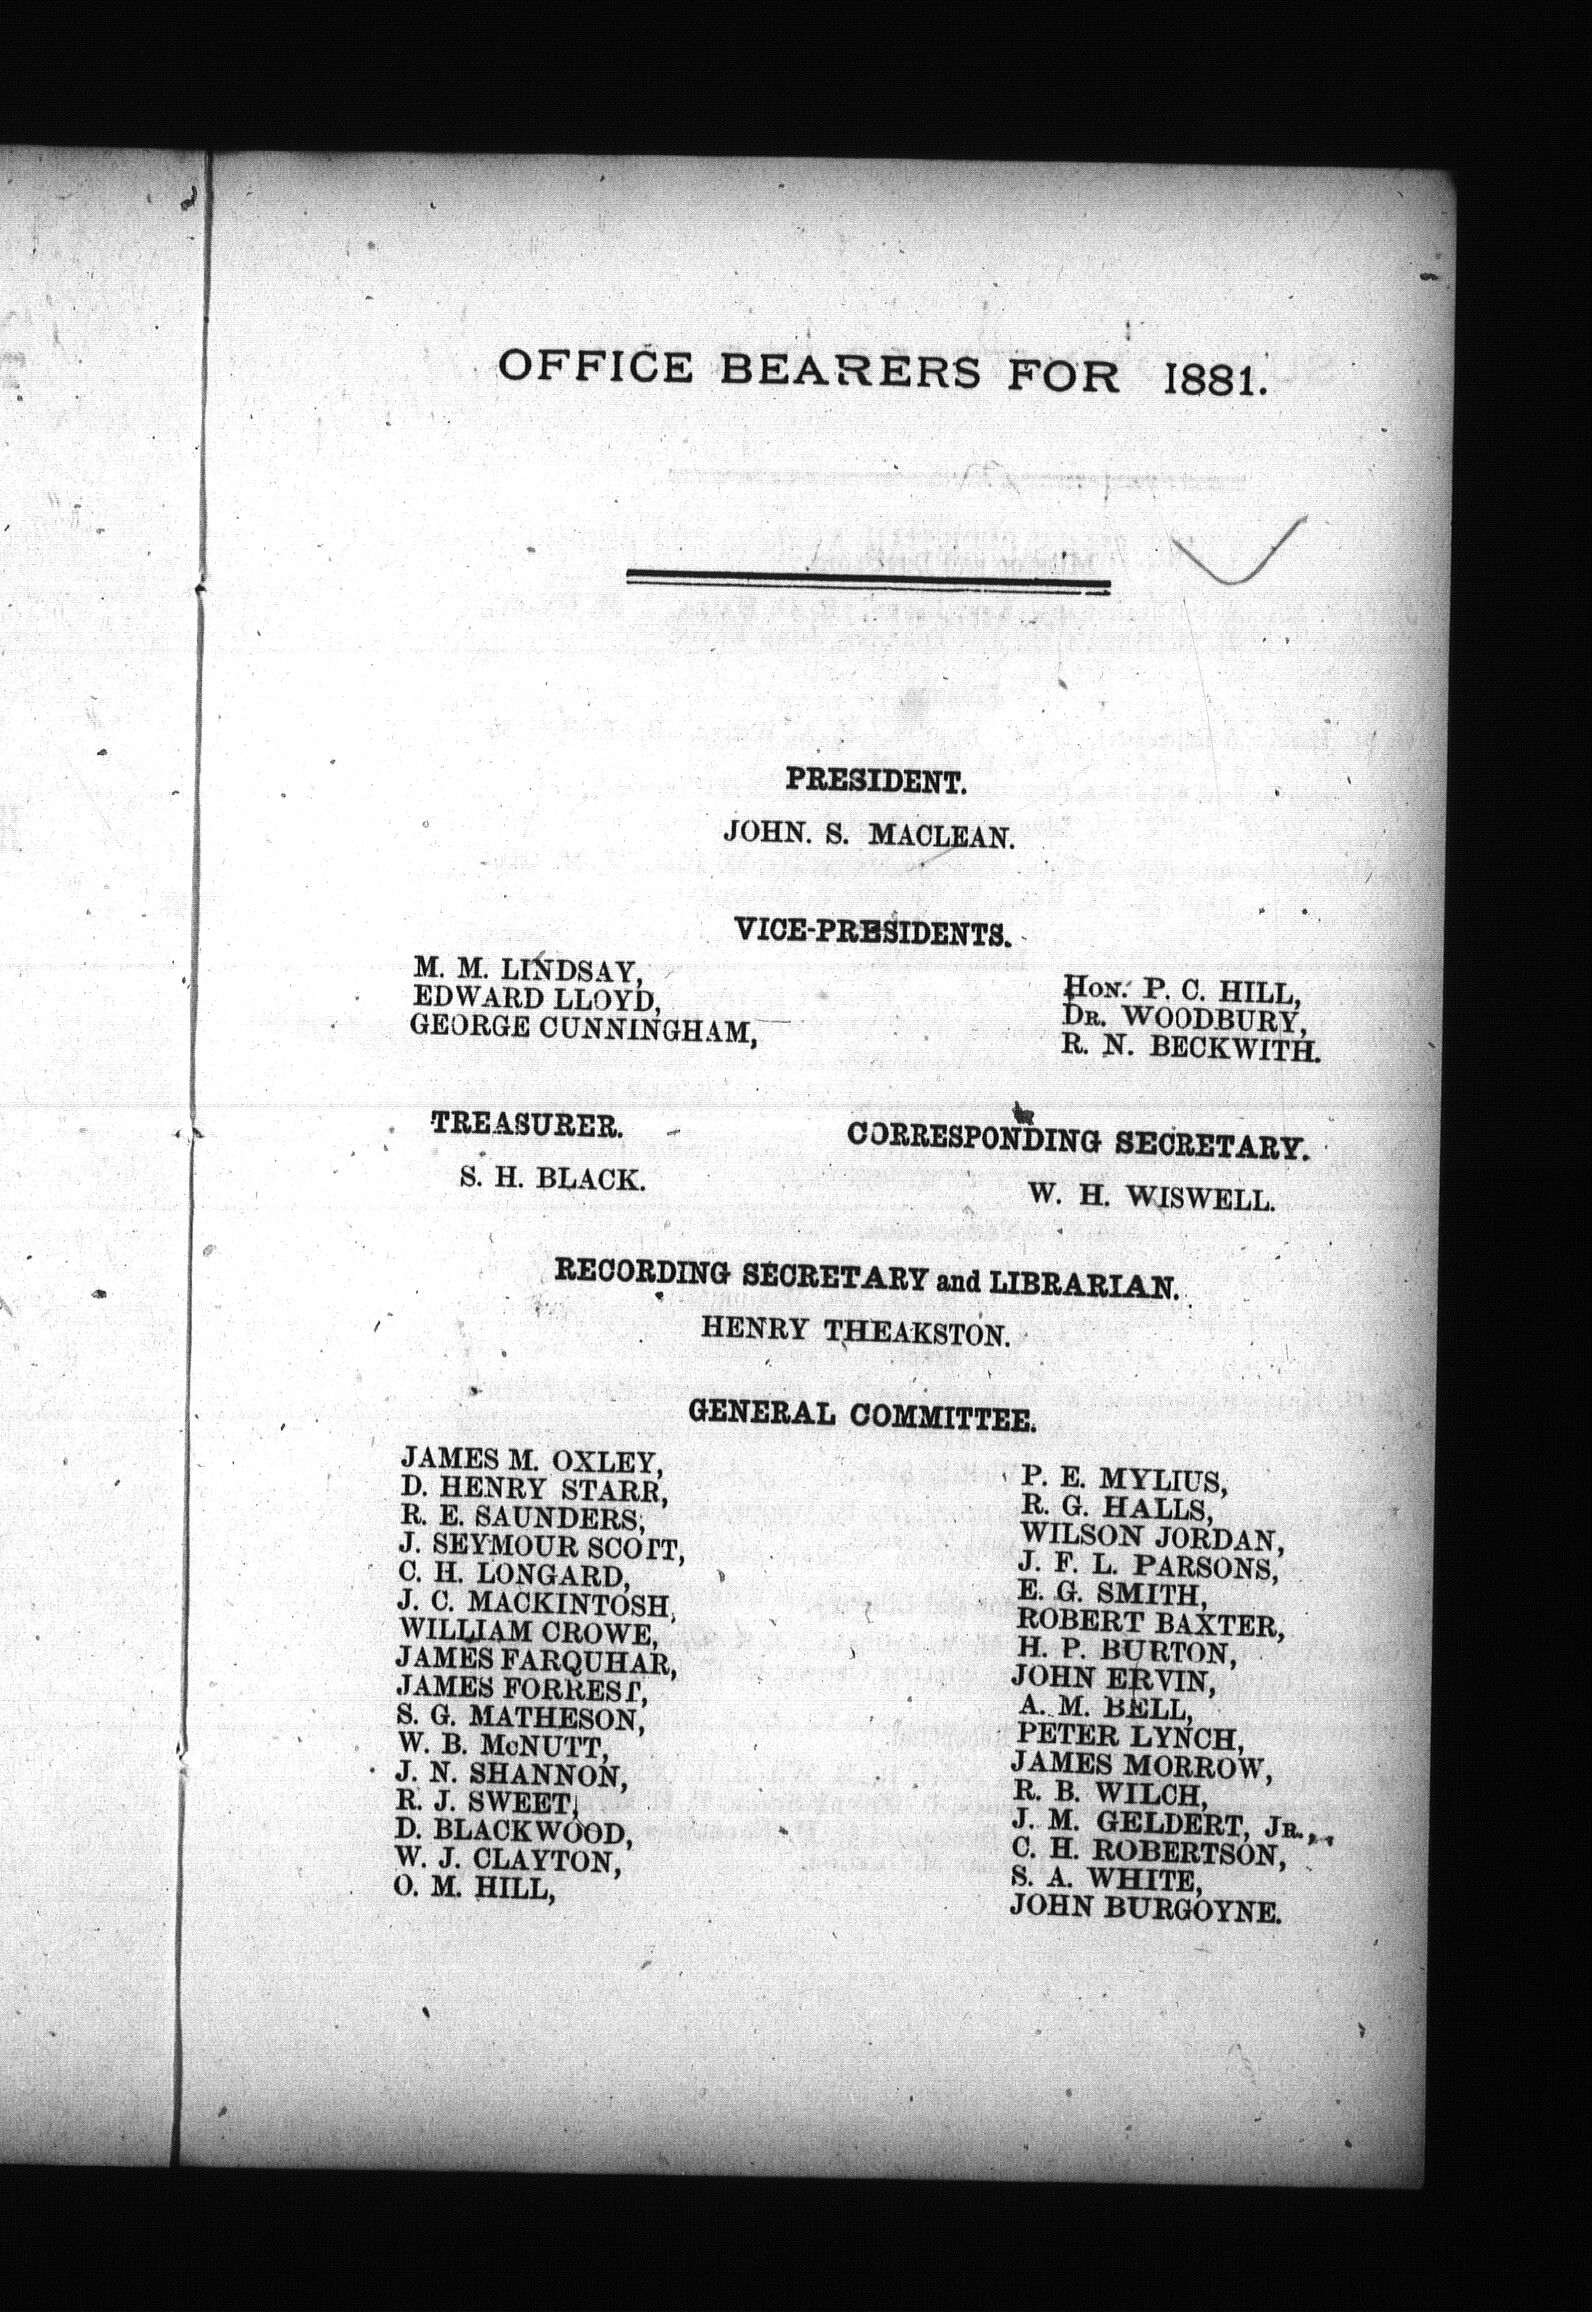 OFFICE BEARERS FOR 1881.
PRESIDENT.
JOHN. S. MACLEAN.
VICE-PRESIDENTS.
M. M. LINDSAY,
EDWARD LLOYD,
GEORGE CUNNINGHAM,
HON. P. C. HILL,
DR. WOODBURY,
R. N. BECKWITH.
TREASURER.
S. H. BLACK.
CORRESPONDING SECRETARY.
W. H. WISWELL.
RECORDING SECRETARY and LIBRARIAN.
HENRY THEAKSTON.
GENERAL COMMITTEE.
JAMES M. OXLEY,
D. HENRY STARR,
R. E. SAUNDERS,
J. SEYMOUR SCOTT,
C. H. LONGARD,
J. C. MACKINTOSH,
WILLIAM CROWE,
JAMES FARQUHAR,
JAMES FORREST,
S. G. MATHESON,
W. B. McNUTT,
J. N. SHANNON,
R. J. SWEET,
D. BLACKWOOD,
W. J. CLAYTON,
O. M. HILL,
P. E. MYLIUS,
R. G. HALLS,
WILSON JORDAN,
J. F. L. PARSONS,
E. G. SMITH,
ROBERT BAXTER,
H. P. BURTON,
JOHN ERVIN,
A. M. BELL,
PETER LYNCH,
JAMES MORROW,
R. B. WILCH,
J. M. GELDERT, JR.,
C. H. ROBERTSON,
S. A. WHITE,
JOHN BURGOYNE.